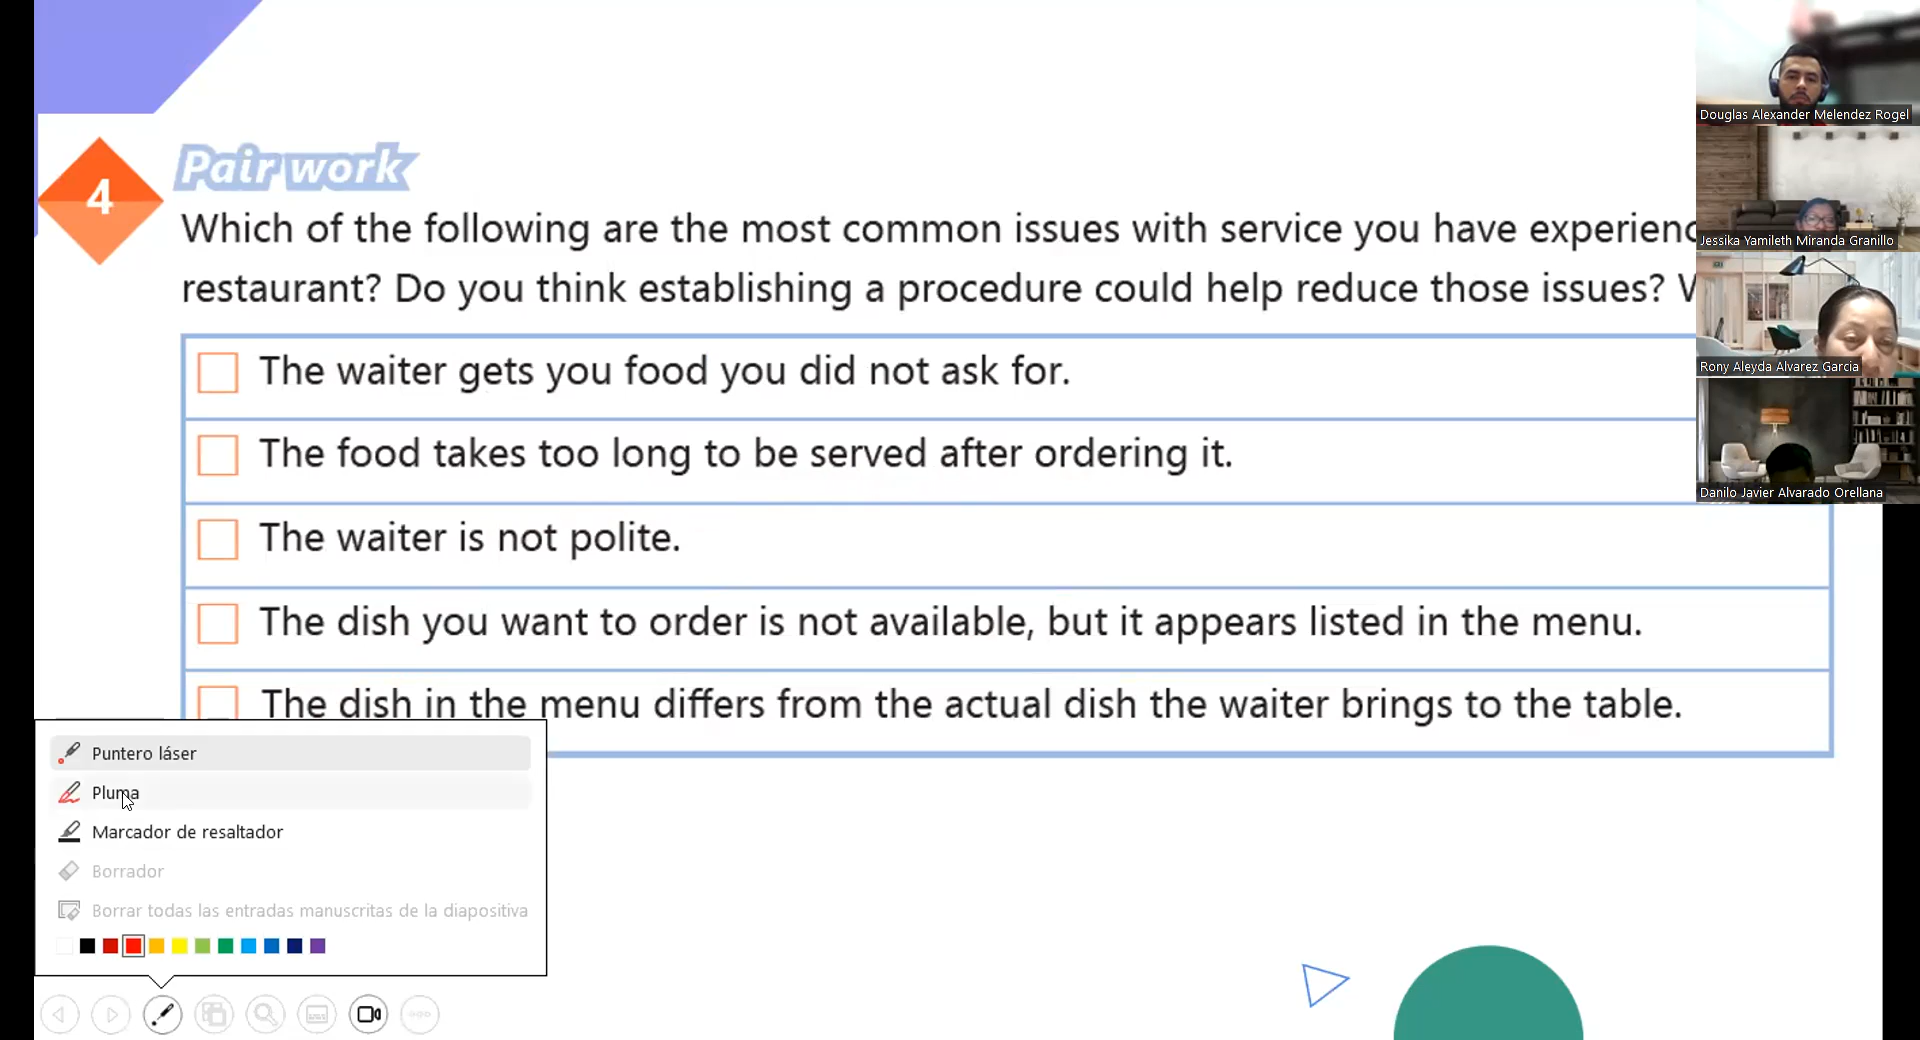 4
Pair work
Which of the following are the most common issues with service you have experienc
restaurant? Do you think establishing a procedure could help reduce those issues?
The waiter gets you food you did not ask for.
The food takes too long to be served after ordering it.
The waiter is not polite.
The dish you want to order is not available, but it appears listed in the menu.
The dish in the menu differs from the actual dish the waiter brings to the table.
Puntero láser
Pluma
Marcador de resaltador
Borrador
Borrar todas las entradas manuscritas de la diapositiva
Douglas Alexander Melendez Rogel
Jessika Yamileth Miranda Granillo
Rony Aleyda Alvarez Garcia
Danilo Javier Alvarado Orellana